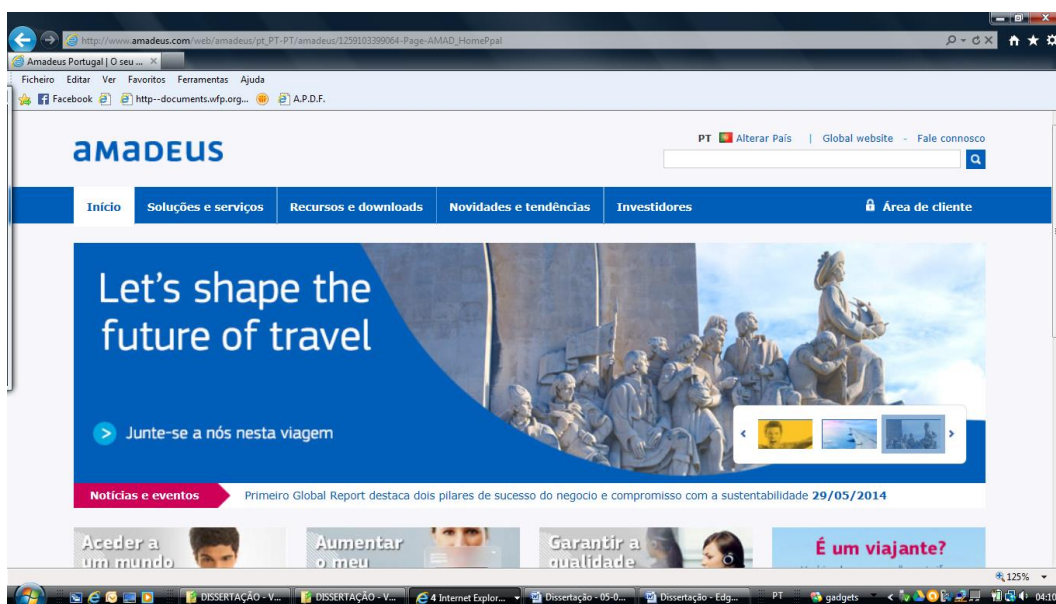 http://www.amadeus.com/web/amadeus/pt_PT-PT/amadeus/1259103399064-Page-AMAD_HomePpal
Amadeus Portugal | O seu ...
Ficheiro Editar Ver Favoritos Ferramentas Ajuda
Facebook http--documents.wfp.org... A.P.D.F.
PT Alterar País | Global website - Fale connosco
amadeus
Início Soluções e serviços Recursos e downloads Novidades e tendências Investidores Área de cliente
Let's shape the
future of travel
Junte-se a nós nesta viagem
Notícias e eventos Primeiro Global Report destaca dois pilares de sucesso do negocio e compromisso com a sustentabilidade 29/05/2014
Aceder a Aumentar Garantir a É um viajante?
um mundo o meu qualidade
125%
DISSERTAÇÃO - V... DISSERTAÇÃO - V... 4 Internet Explor... Dissertação - 05-0... Dissertação - Edg... PT gadgets 04:10